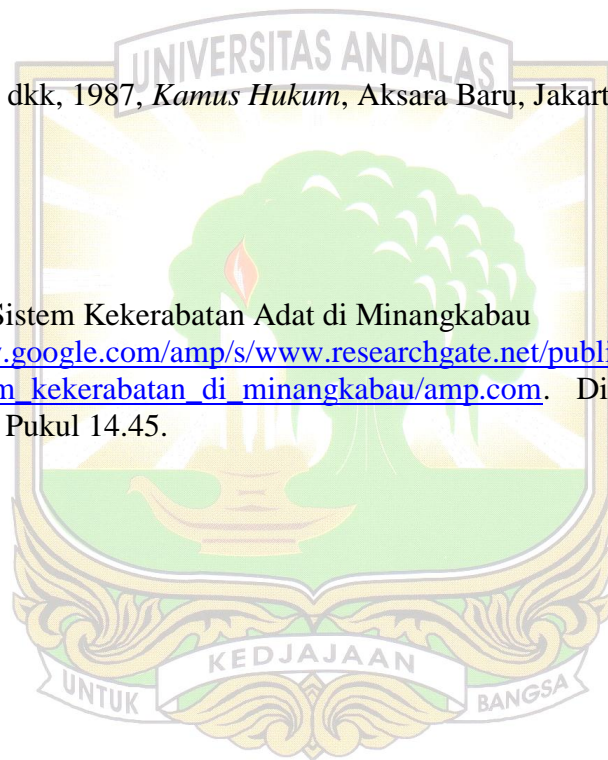 UNIVERSITAS ANDALAS
dkk, 1987, Kamus Hukum, Aksara Baru, Jakart
Sistem Kekerabatan Adat di Minangkabau
.google.com/amp/s/www.researchgate.net/publi
m_kekerabatan_di_minangkabau/amp.com. Di
Pukul 14.45.
UNTUK KEDJAJAAN BANGSA